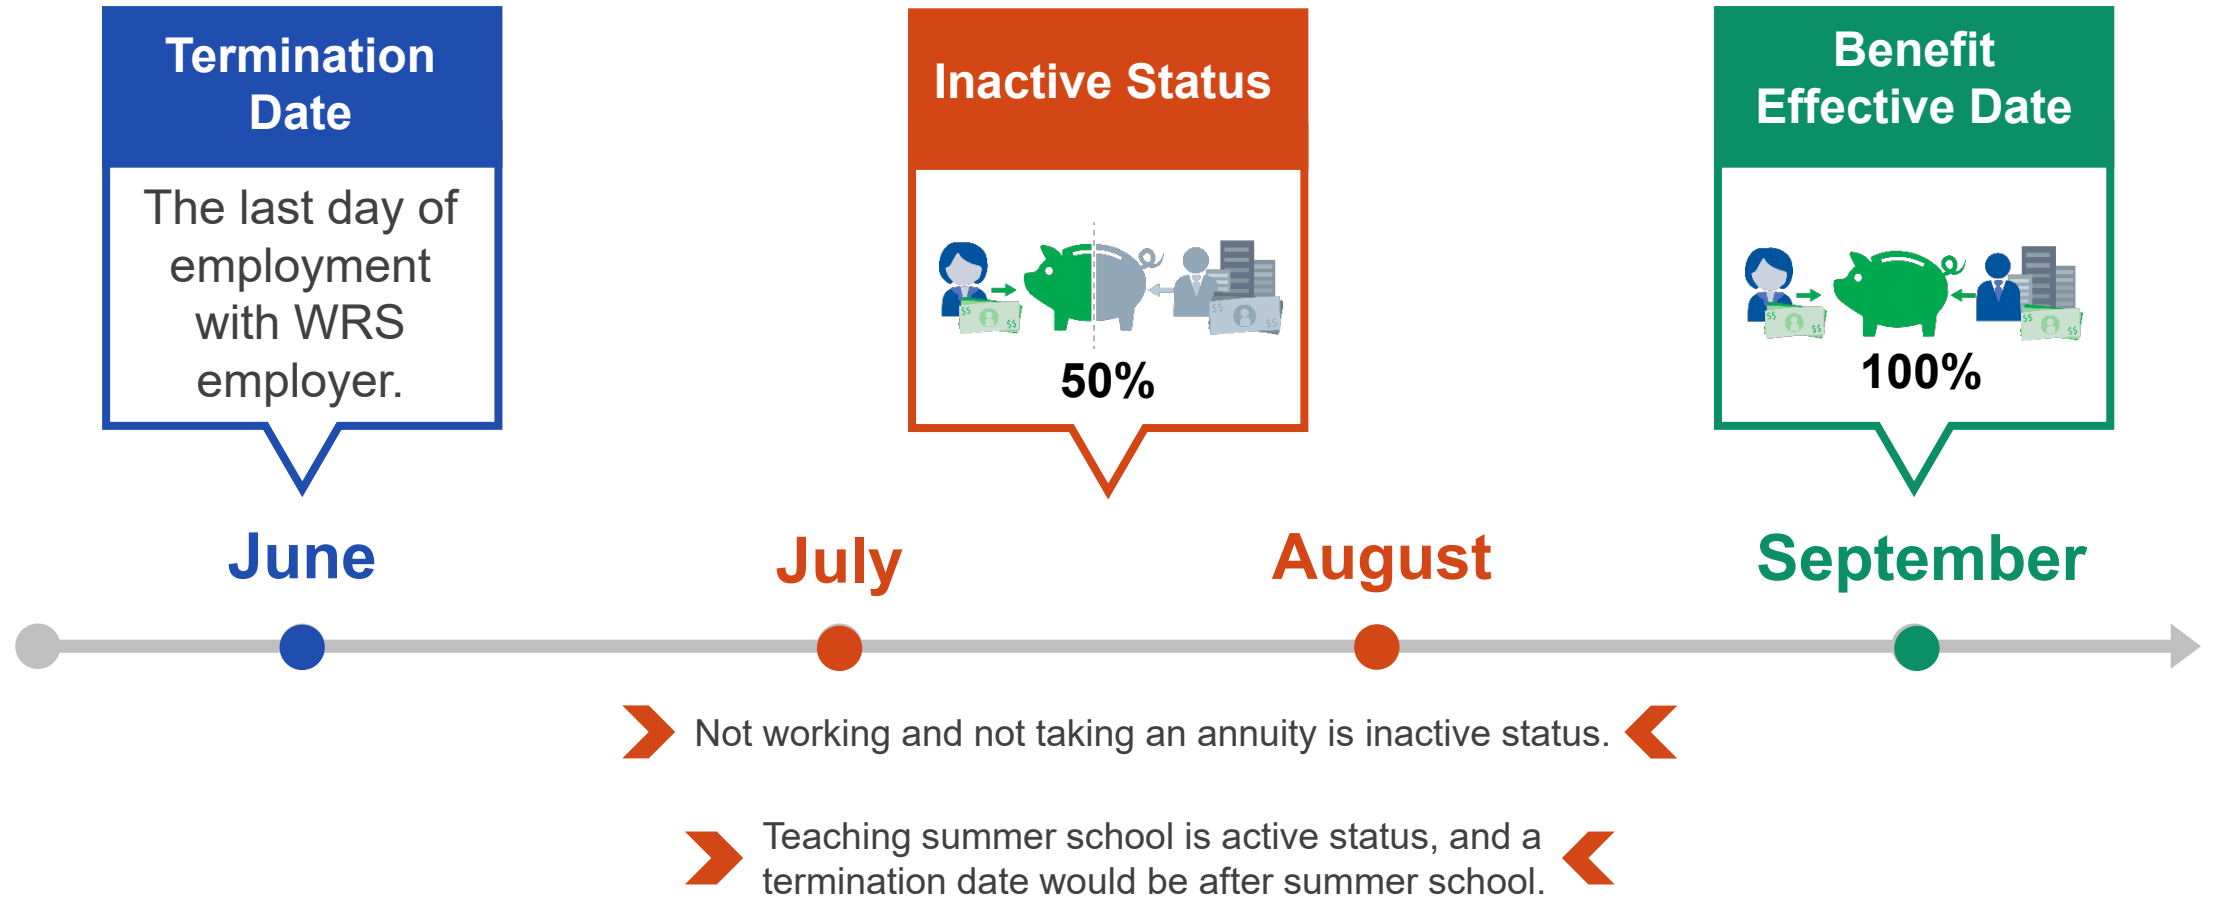 Termination
Date
The last day of
employment
with WRS
employer.
Inactive Status
$$
$$
$$
$$
50%
Benefit
Effective Date
$$
$$
$$
$$
100%
June
July
August
September
Not working and not taking an annuity is inactive status.
Teaching summer school is active status, and a
termination date would be after summer school.